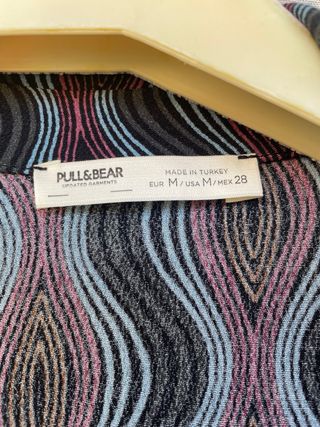 PULL&BEAR
UPDATED GARMENTS
MADE IN TURKEY
EUR M / USA M / MEX 28